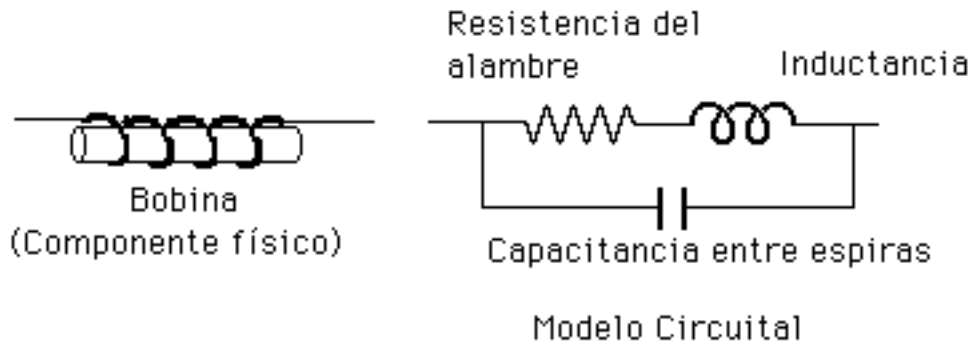 Resistencia del
alambre
Inductancia
Bobina
(Componente físico)
Capacitancia entre espiras
Modelo Circuital